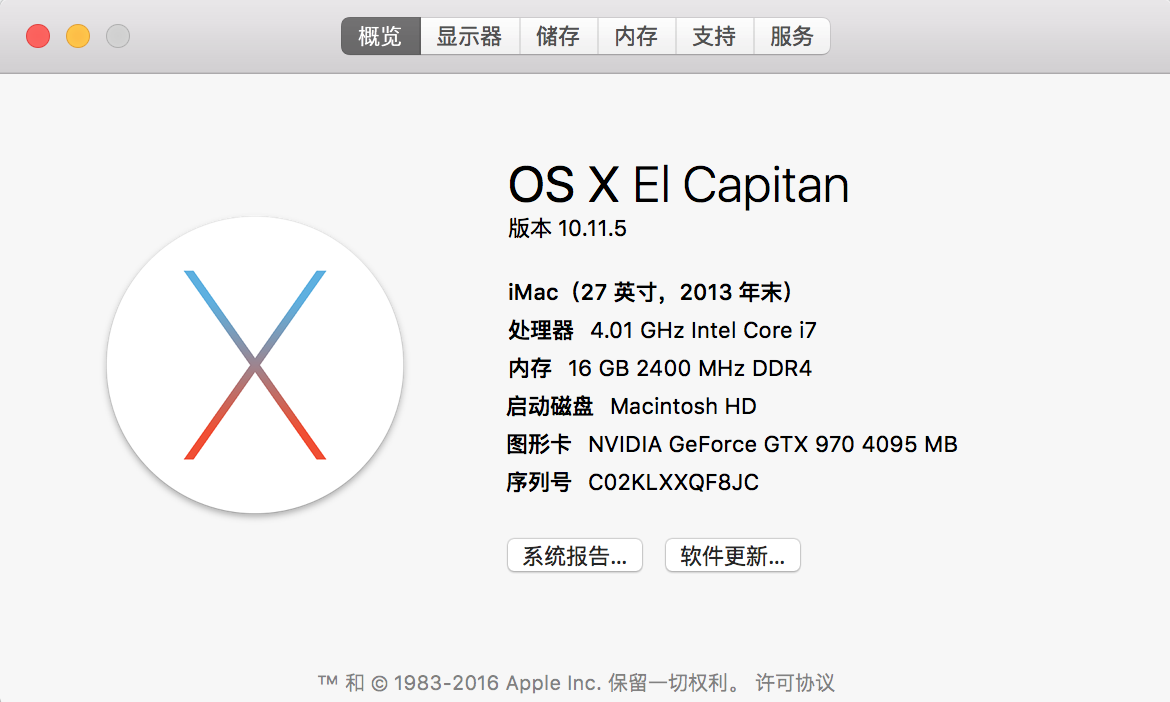 概览 显示器 储存 内存 支持 服务
OS X El Capitan
版本 10.11.5
iMac（27 英寸，2013 年末）
处理器 4.01 GHz Intel Core i7
内存 16 GB 2400 MHz DDR4
启动磁盘 Macintosh HD
图形卡 NVIDIA GeForce GTX 970 4095 MB
序列号 C02KLXXQF8JC
系统报告... 软件更新...
™ 和 © 1983-2016 Apple Inc. 保留一切权利。 许可协议